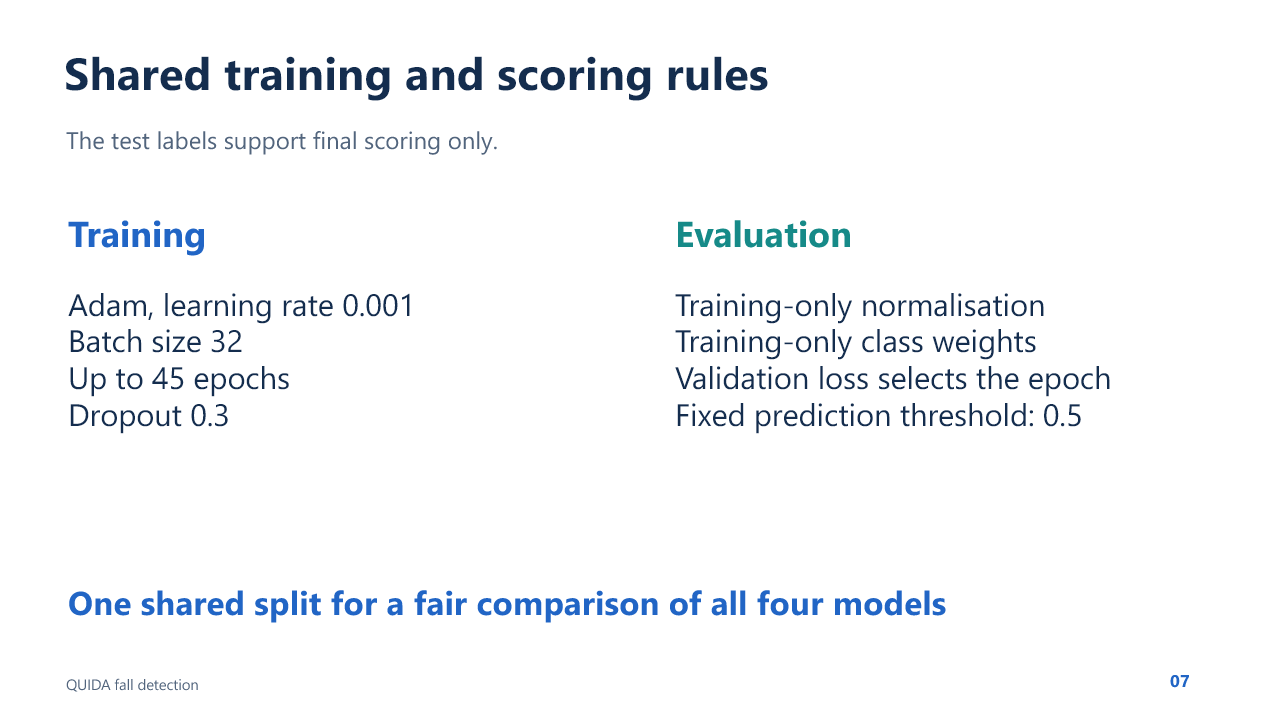 Shared training and scoring rules
The test labels support final scoring only.
Training
Adam, learning rate 0.001
Batch size 32
Up to 45 epochs
Dropout 0.3
Evaluation
Training-only normalisation
Training-only class weights
Validation loss selects the epoch
Fixed prediction threshold: 0.5
One shared split for a fair comparison of all four models
QUIDA fall detection
07